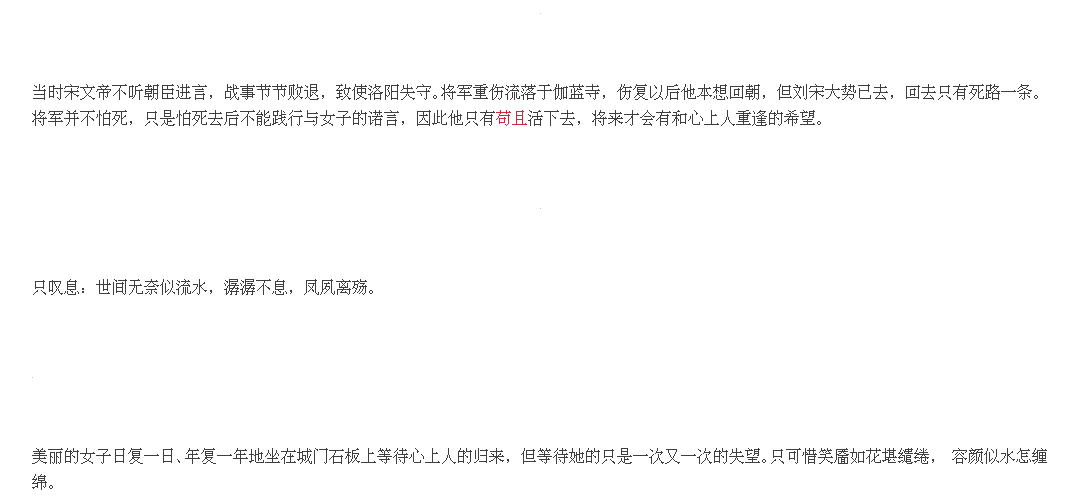 当时宋文帝不听朝臣进言，战事节节败退，致使洛阳失守。将军重伤流落于伽蓝寺，伤复以后他本想回朝，但刘宋大势已去，回去只有死路一条。
将军并不怕死，只是怕死去后不能践行与女子的诺言，因此他只有苟且活下去，将来才会有和心上人重逢的希望。
只叹息：世间无奈似流水，潺潺不息，凤夙离殇。
美丽的女子日复一日、年复一年地坐在城门石板上等待心上人的归来，但等待她的只是一次又一次的失望。只可惜笑靥如花堪缱绻， 容颜似水怎缠
绵。